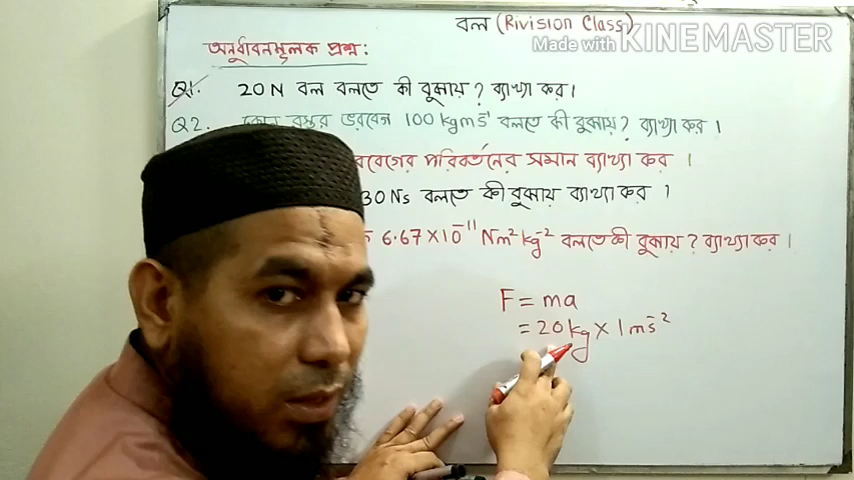 বল (Rivision Class)
Made with KINEMASTER
অনুধাবনমূলক প্রশ্ন:
Q1. 20N বল বলতে কী বুঝায়? ব্যাখ্যা কর।
Q2. কোন বস্তুর ভরবেগ 100 kgms⁻¹ বলতে কী বুঝায়? ব্যাখ্যা কর।
পরিবর্তনের সমান ব্যাখ্যা কর।
30 Ns বলতে কী বুঝায় ব্যাখ্যা কর।
6.67×10⁻¹¹ Nm²kg⁻² বলতে কী বুঝায়? ব্যাখ্যা কর।
F = ma
= 20kg × 1ms⁻²